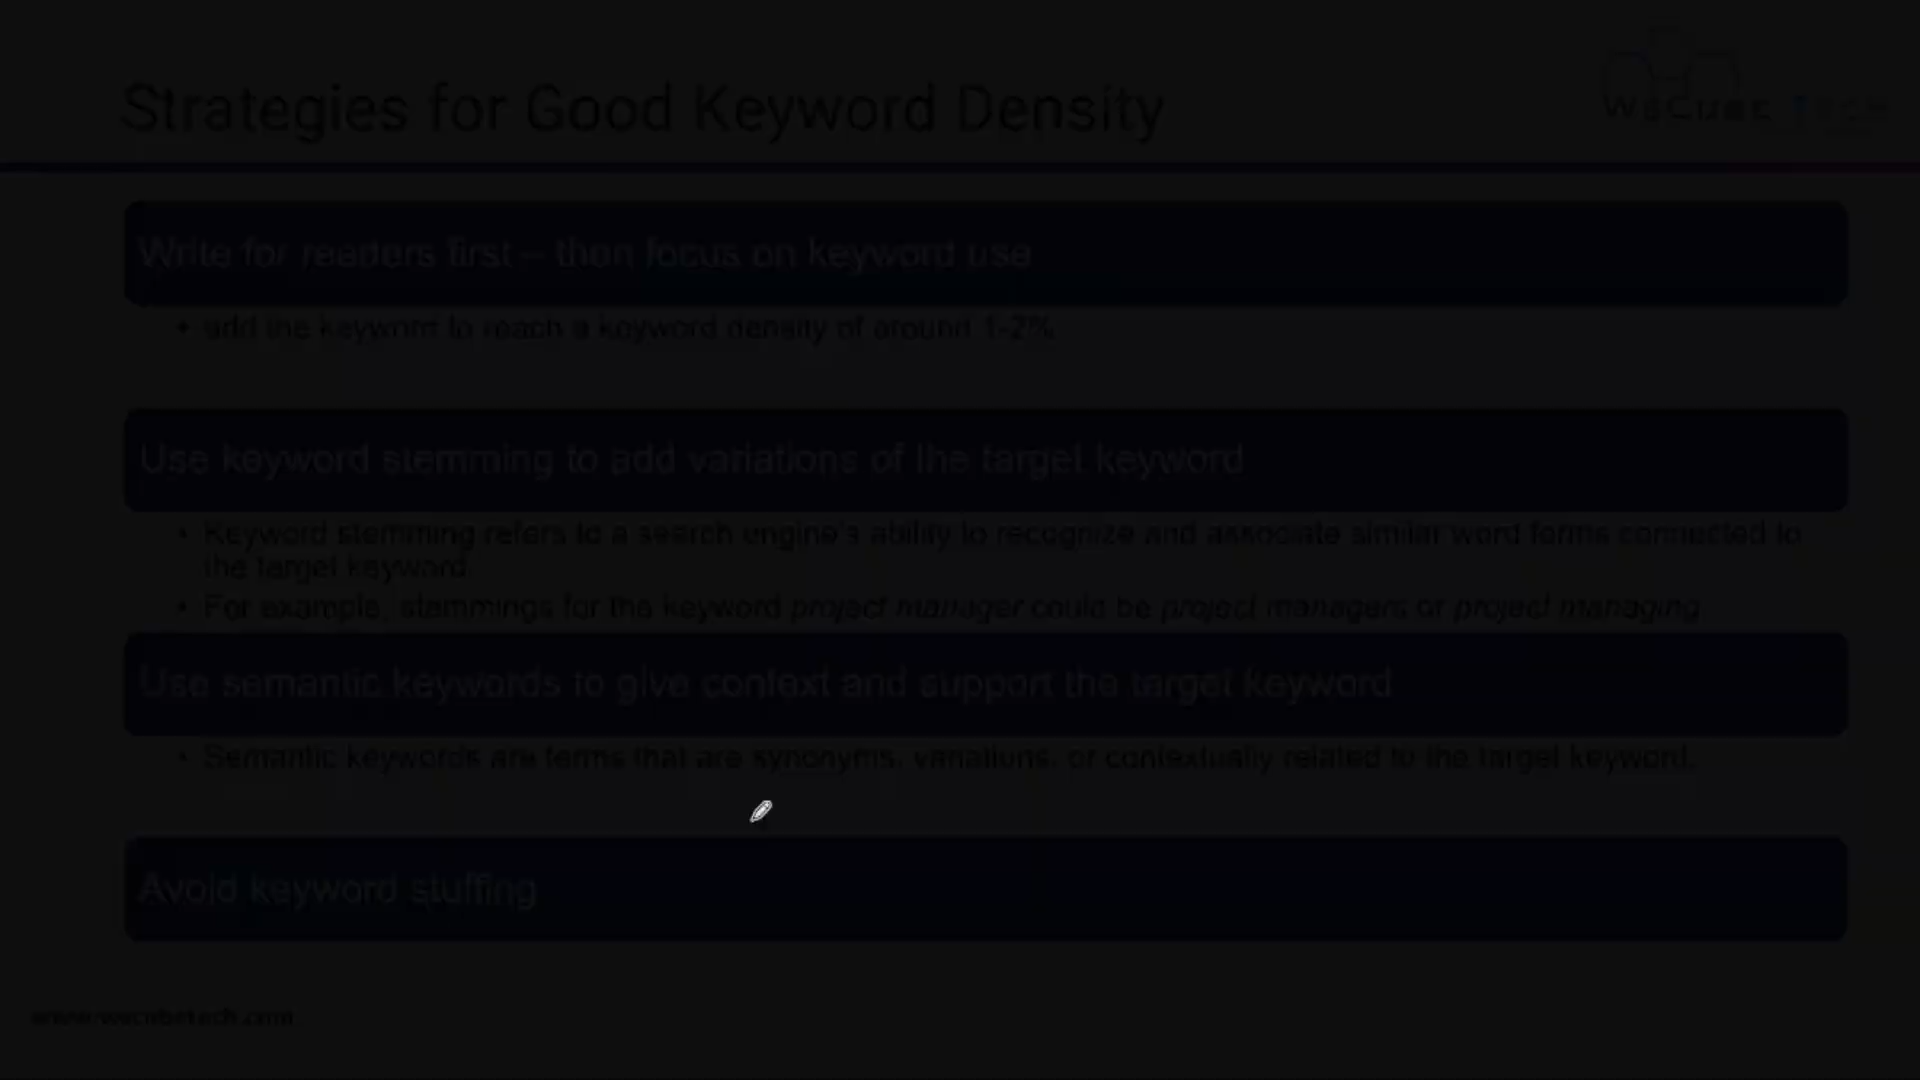 Strategies for Good Keyword Density
WeCube TECH
Write for readers first – then focus on keyword use
• add the keyword to reach a keyword density of around 1-2%
Use keyword stemming to add variations of the target keyword
• Keyword stemming refers to a search engine's ability to recognize and associate similar word forms connected to
the target keyword.
• For example, stemmings for the keyword project manager could be project managers or project managing
Use semantic keywords to give context and support the target keyword
• Semantic keywords are terms that are synonyms, variations, or contextually related to the target keyword.
Avoid keyword stuffing
www.wecubetech.com